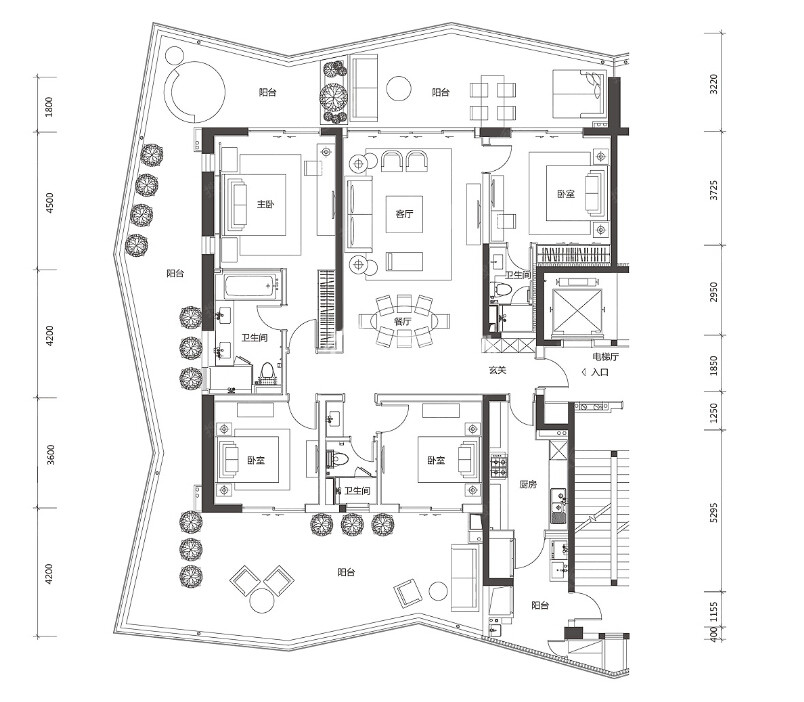 阳台
阳台
主卧
客厅
卧室
阳台
卫生间
卫生间
餐厅
电梯厅
入口
玄关
卧室
卧室
厨房
卫生间
阳台
阳台
1800
4500
4200
3600
4200
3220
3725
2950
1850
1250
5295
1155
400